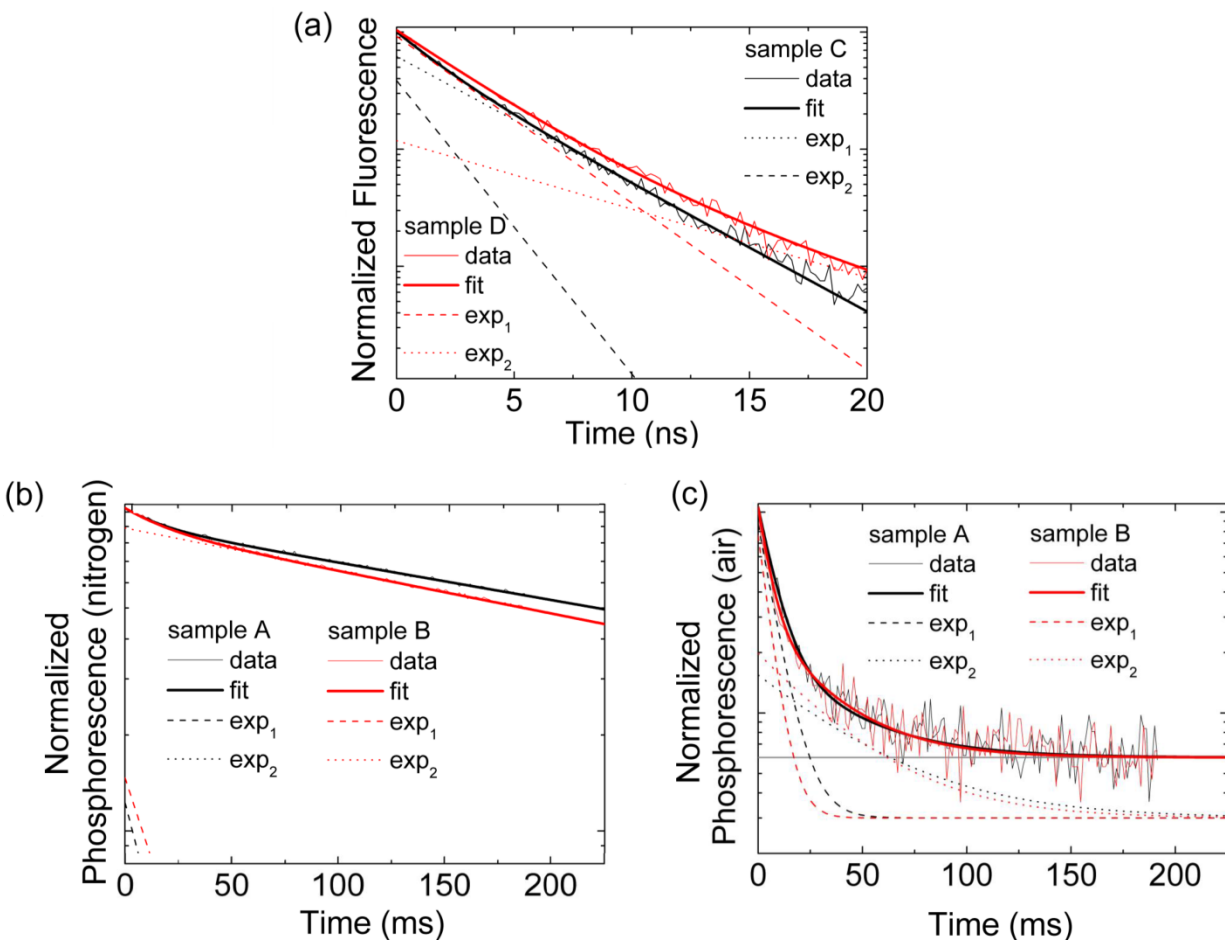 (a)
Normalized Fluorescence
sample C
data
fit
exp1
exp2
sample D
data
fit
exp1
exp2
0 5 10 15 20
Time (ns)
(b)
Normalized
Phosphorescence (nitrogen)
sample A sample B
data data
fit fit
exp1 exp1
exp2 exp2
0 50 100 150 200
Time (ms)
(c)
Normalized
Phosphorescence (air)
sample A sample B
data data
fit fit
exp1 exp1
exp2 exp2
0 50 100 150 200
Time (ms)